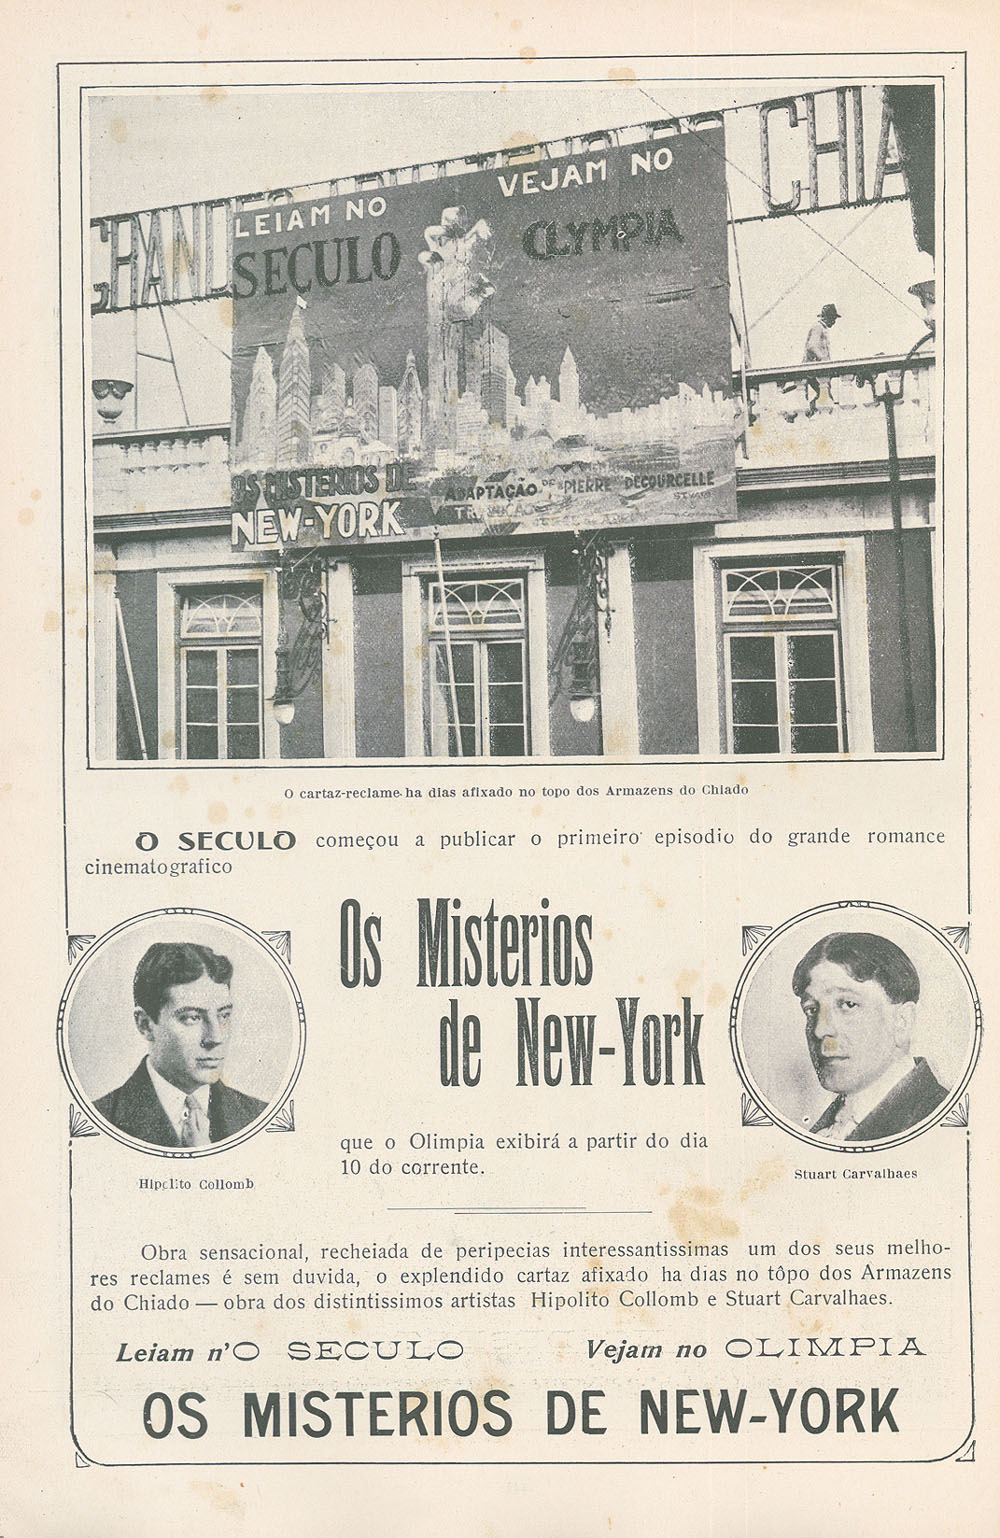 LEIAM NO
SECULO
VEJAM NO
OLYMPIA
GRANDES
CHIA
OS MISTERIOS DE
NEW-YORK
ADAPTAÇÃO DE PIERRE DECOURCELLE
STUART
O cartaz-reclame ha dias afixado no topo dos Armazens do Chiado
O SECULO começou a publicar o primeiro episodio do grande romance
cinematografico
Os Misterios
de New-York
que o Olimpia exibirá a partir do dia
10 do corrente.
Hipolito Collomb
Stuart Carvalhaes
Obra sensacional, recheiada de peripecias interessantissimas um dos seus melho-
res reclames é sem duvida, o explendido cartaz afixado ha dias no tôpo dos Armazens
do Chiado — obra dos distintissimos artistas Hipolito Collomb e Stuart Carvalhaes.
Leiam n'O SECULO
Vejam no OLIMPIA
OS MISTERIOS DE NEW-YORK